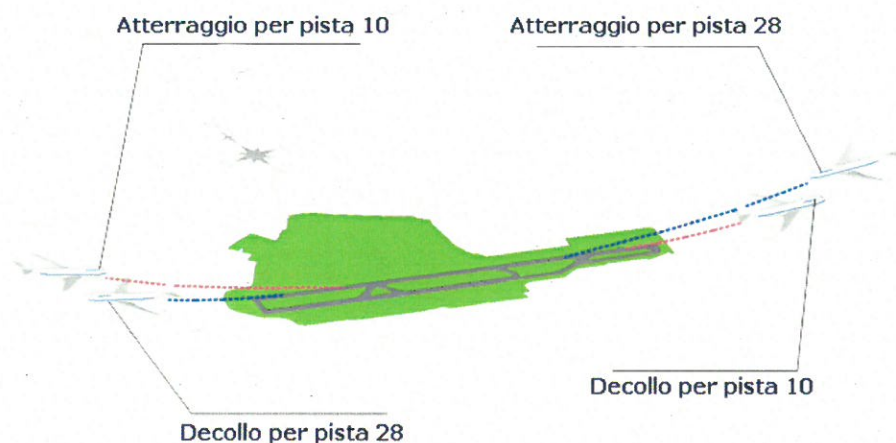 Atterraggio per pista 10
Atterraggio per pista 28
Decollo per pista 10
Decollo per pista 28